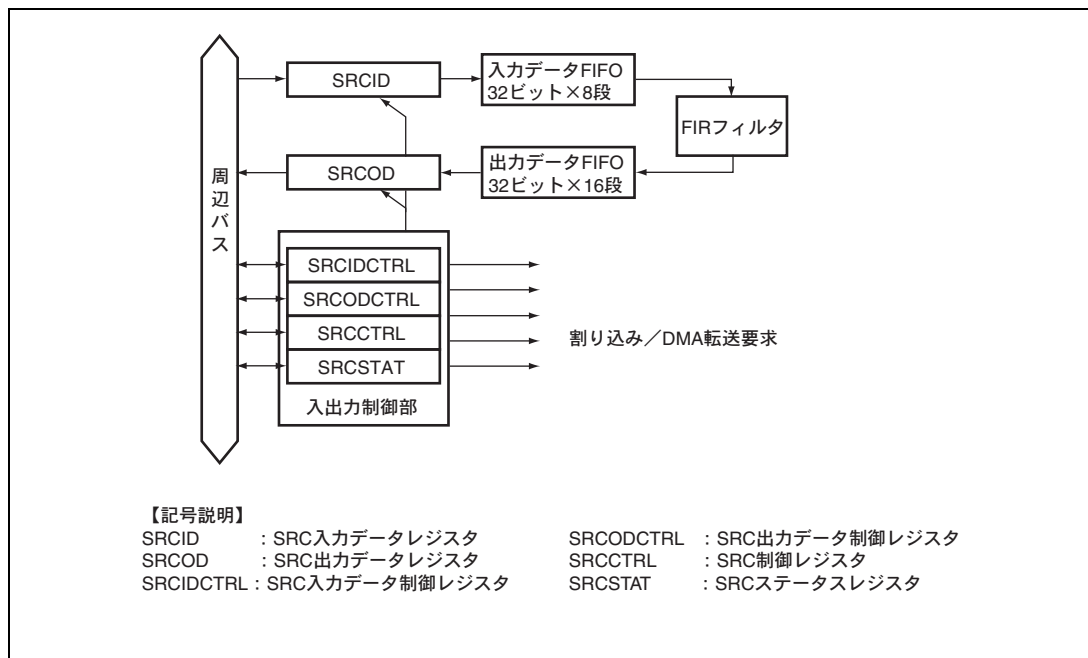 SRCID
入力データFIFO
32ビット×8段
FIRフィルタ
SRCOD
出力データFIFO
32ビット×16段
周辺バス
SRCIDCTRL
SRCODCTRL
SRCCTRL
SRCSTAT
入出力制御部
割り込み／DMA転送要求
【記号説明】
SRCID ：SRC入力データレジスタ
SRCOD ：SRC出力データレジスタ
SRCIDCTRL：SRC入力データ制御レジスタ
SRCODCTRL ：SRC出力データ制御レジスタ
SRCCTRL ：SRC制御レジスタ
SRCSTAT ：SRCステータスレジスタ